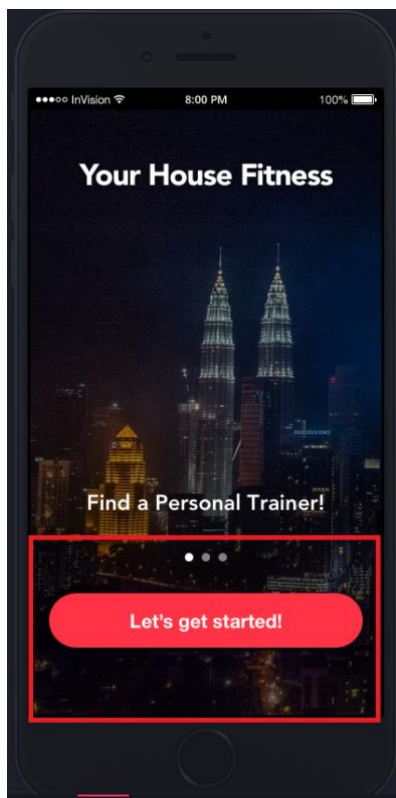 InVision 8:00 PM 100%
Your House Fitness
Find a Personal Trainer!
Let's get started!